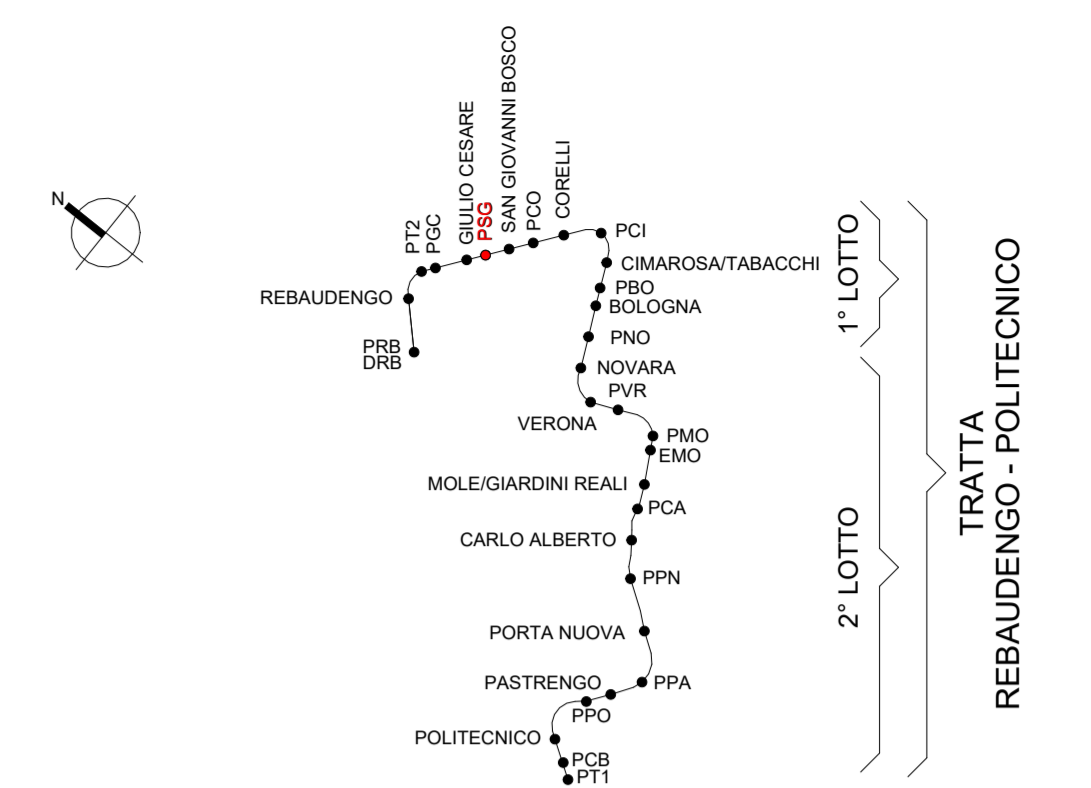 N
PT2
PGC
GIULIO CESARE
PSG
SAN GIOVANNI BOSCO
PCO
CORELLI
PCI
CIMAROSA/TABACCHI
REBAUDENGO
PBO
BOLOGNA
PNO
PRB
DRB
NOVARA
PVR
VERONA
PMO
EMO
MOLE/GIARDINI REALI
PCA
CARLO ALBERTO
PPN
PORTA NUOVA
PASTRENGO
PPA
PPO
POLITECNICO
PCB
PT1
1° LOTTO
2° LOTTO
TRATTA
REBAUDENGO - POLITECNICO